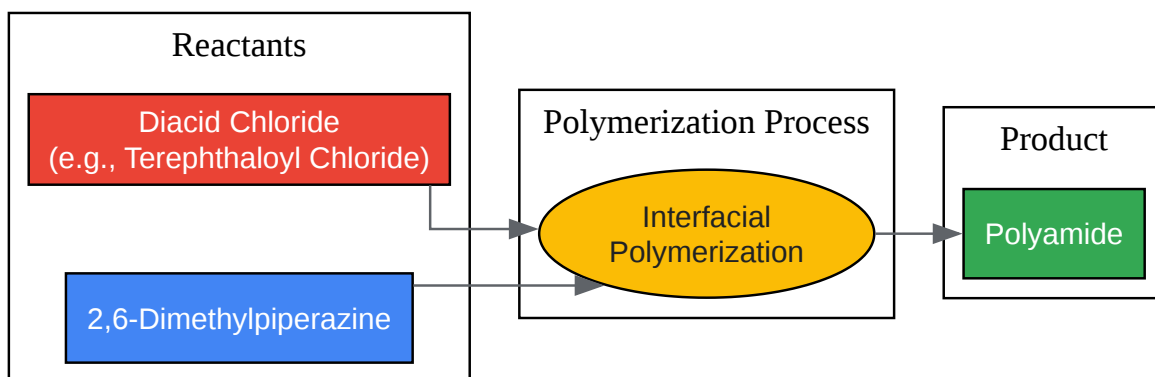 Reactants
Diacid Chloride
(e.g., Terephthaloyl Chloride)
2,6-Dimethylpiperazine
Polymerization Process
Interfacial
Polymerization
Product
Polyamide